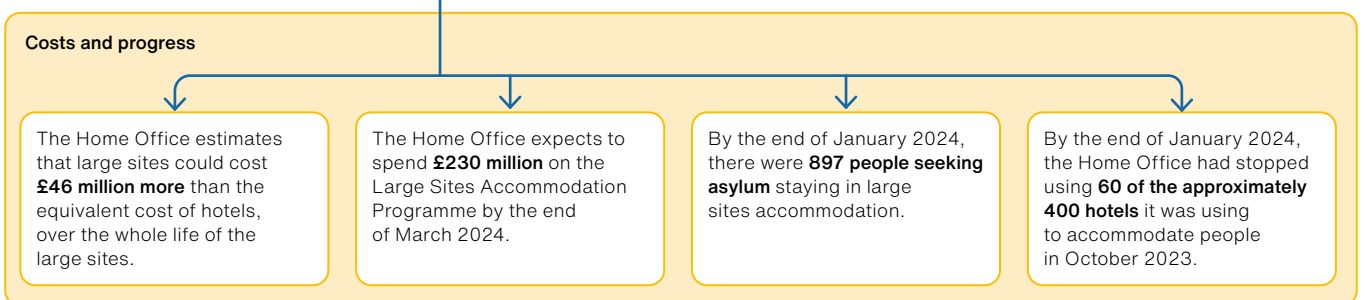 Costs and progress
The Home Office estimates
that large sites could cost
£46 million more than the
equivalent cost of hotels,
over the whole life of the
large sites.
The Home Office expects to
spend £230 million on the
Large Sites Accommodation
Programme by the end
of March 2024.
By the end of January 2024,
there were 897 people seeking
asylum staying in large
sites accommodation.
By the end of January 2024,
the Home Office had stopped
using 60 of the approximately
400 hotels it was using
to accommodate people
in October 2023.